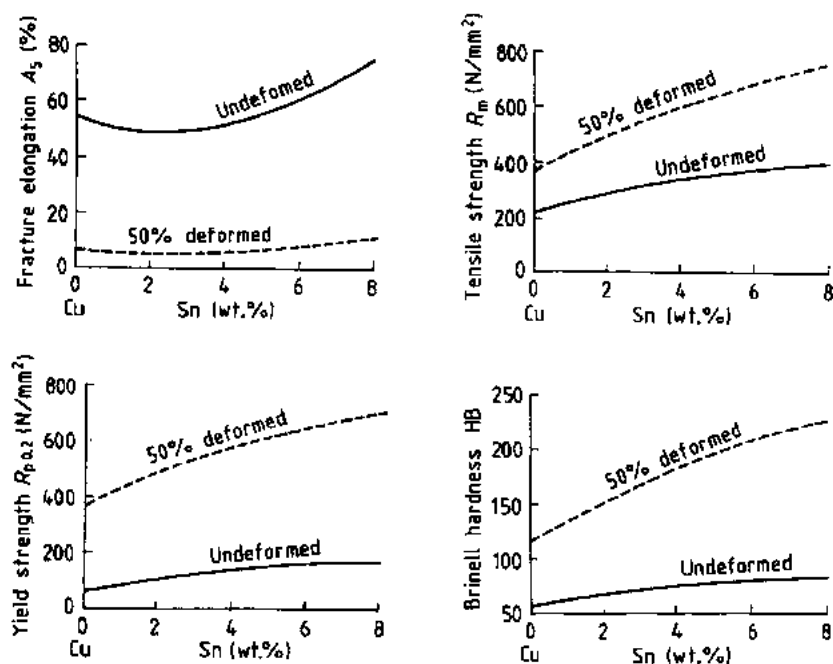 Fracture elongation A5 (%)
80
60
40
20
0
Undefomed
50% deformed
0 2 4 6 8
Cu Sn (wt.%)
Tensile strength Rm (N/mm²)
800
600
400
200
0
50% deformed
Undeformed
0 2 4 6 8
Cu Sn (wt.%)
Yield strength Rp0.2 (N/mm²)
800
600
400
200
0
50% deformed
Undeformed
0 2 4 6 8
Cu Sn (wt.%)
Brinell hardness HB
250
200
150
100
50
50% deformed
Undeformed
0 2 4 6 8
Cu Sn (wt.%)